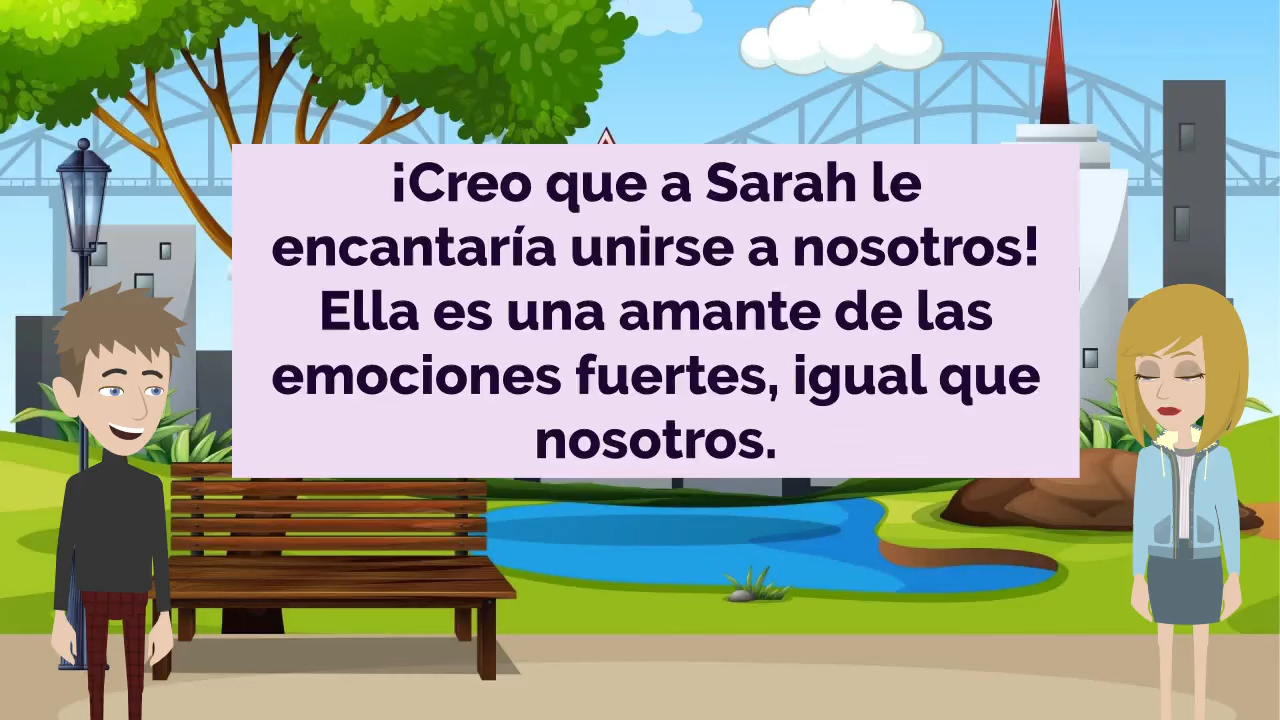 ¡Creo que a Sarah le
encantaría unirse a nosotros!
Ella es una amante de las
emociones fuertes, igual que
nosotros.